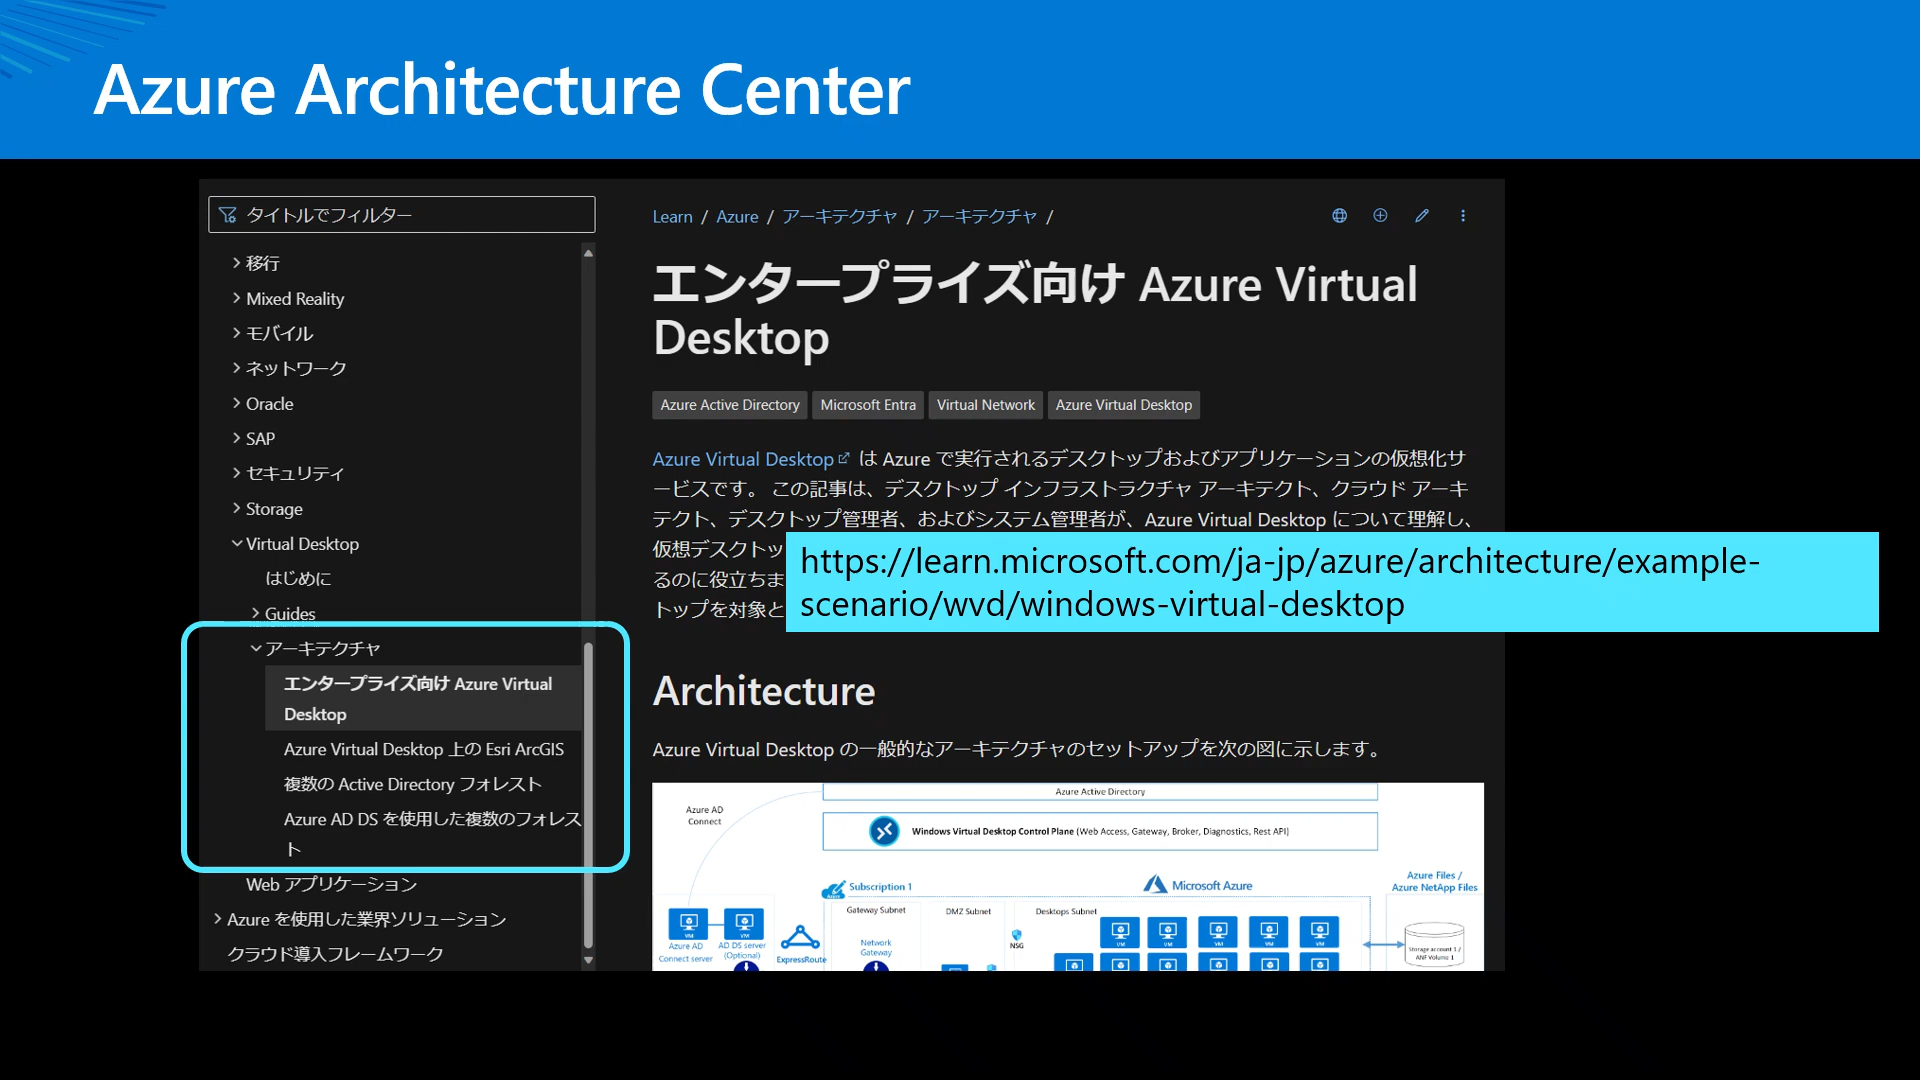 Azure Architecture Center
タイトルでフィルター
移行
Mixed Reality
モバイル
ネットワーク
Oracle
SAP
セキュリティ
Storage
Virtual Desktop
はじめに
Guides
アーキテクチャ
エンタープライズ向け Azure Virtual
Desktop
Azure Virtual Desktop 上の Esri ArcGIS
複数の Active Directory フォレスト
Azure AD DS を使用した複数のフォレス
ト
Web アプリケーション
Azure を使用した業界ソリューション
クラウド導入フレームワーク
Learn / Azure / アーキテクチャ / アーキテクチャ /
エンタープライズ向け Azure Virtual
Desktop
Azure Active Directory Microsoft Entra Virtual Network Azure Virtual Desktop
Azure Virtual Desktop は Azure で実行されるデスクトップおよびアプリケーションの仮想化サ
ービスです。 この記事は、デスクトップ インフラストラクチャ アーキテクト、クラウド アーキ
テクト、デスクトップ管理者、およびシステム管理者が、Azure Virtual Desktop について理解し、
仮想デスクトッ
るのに役立ちま
トップを対象と
https://learn.microsoft.com/ja-jp/azure/architecture/example-
scenario/wvd/windows-virtual-desktop
Architecture
Azure Virtual Desktop の一般的なアーキテクチャのセットアップを次の図に示します。
Azure Active Directory
Azure AD
Connect
Windows Virtual Desktop Control Plane (Web Access, Gateway, Broker, Diagnostics, Rest API)
Subscription 1
Microsoft Azure
Azure Files /
Azure NetApp Files
Gateway Subnet
DMZ Subnet
Desktops Subnet
VM
VM
VM
VM
VM
VM
VM
Azure AD
Connect server
AD DS server
(Optional)
ExpressRoute
Network
Gateway
NSG
Storage account 1 /
ANF Volume 1